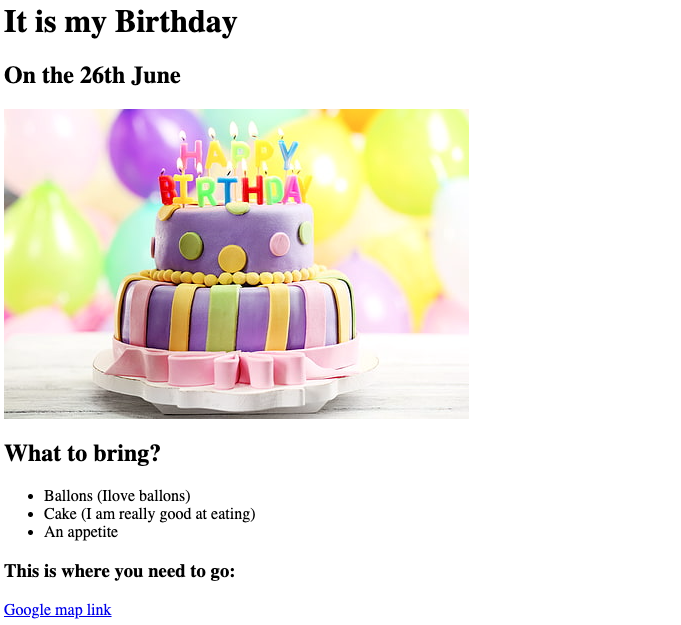 It is my Birthday
On the 26th June
HAPPY
BIRTHDAY
What to bring?
Ballons (Ilove ballons)
Cake (I am really good at eating)
An appetite
This is where you need to go:
Google map link